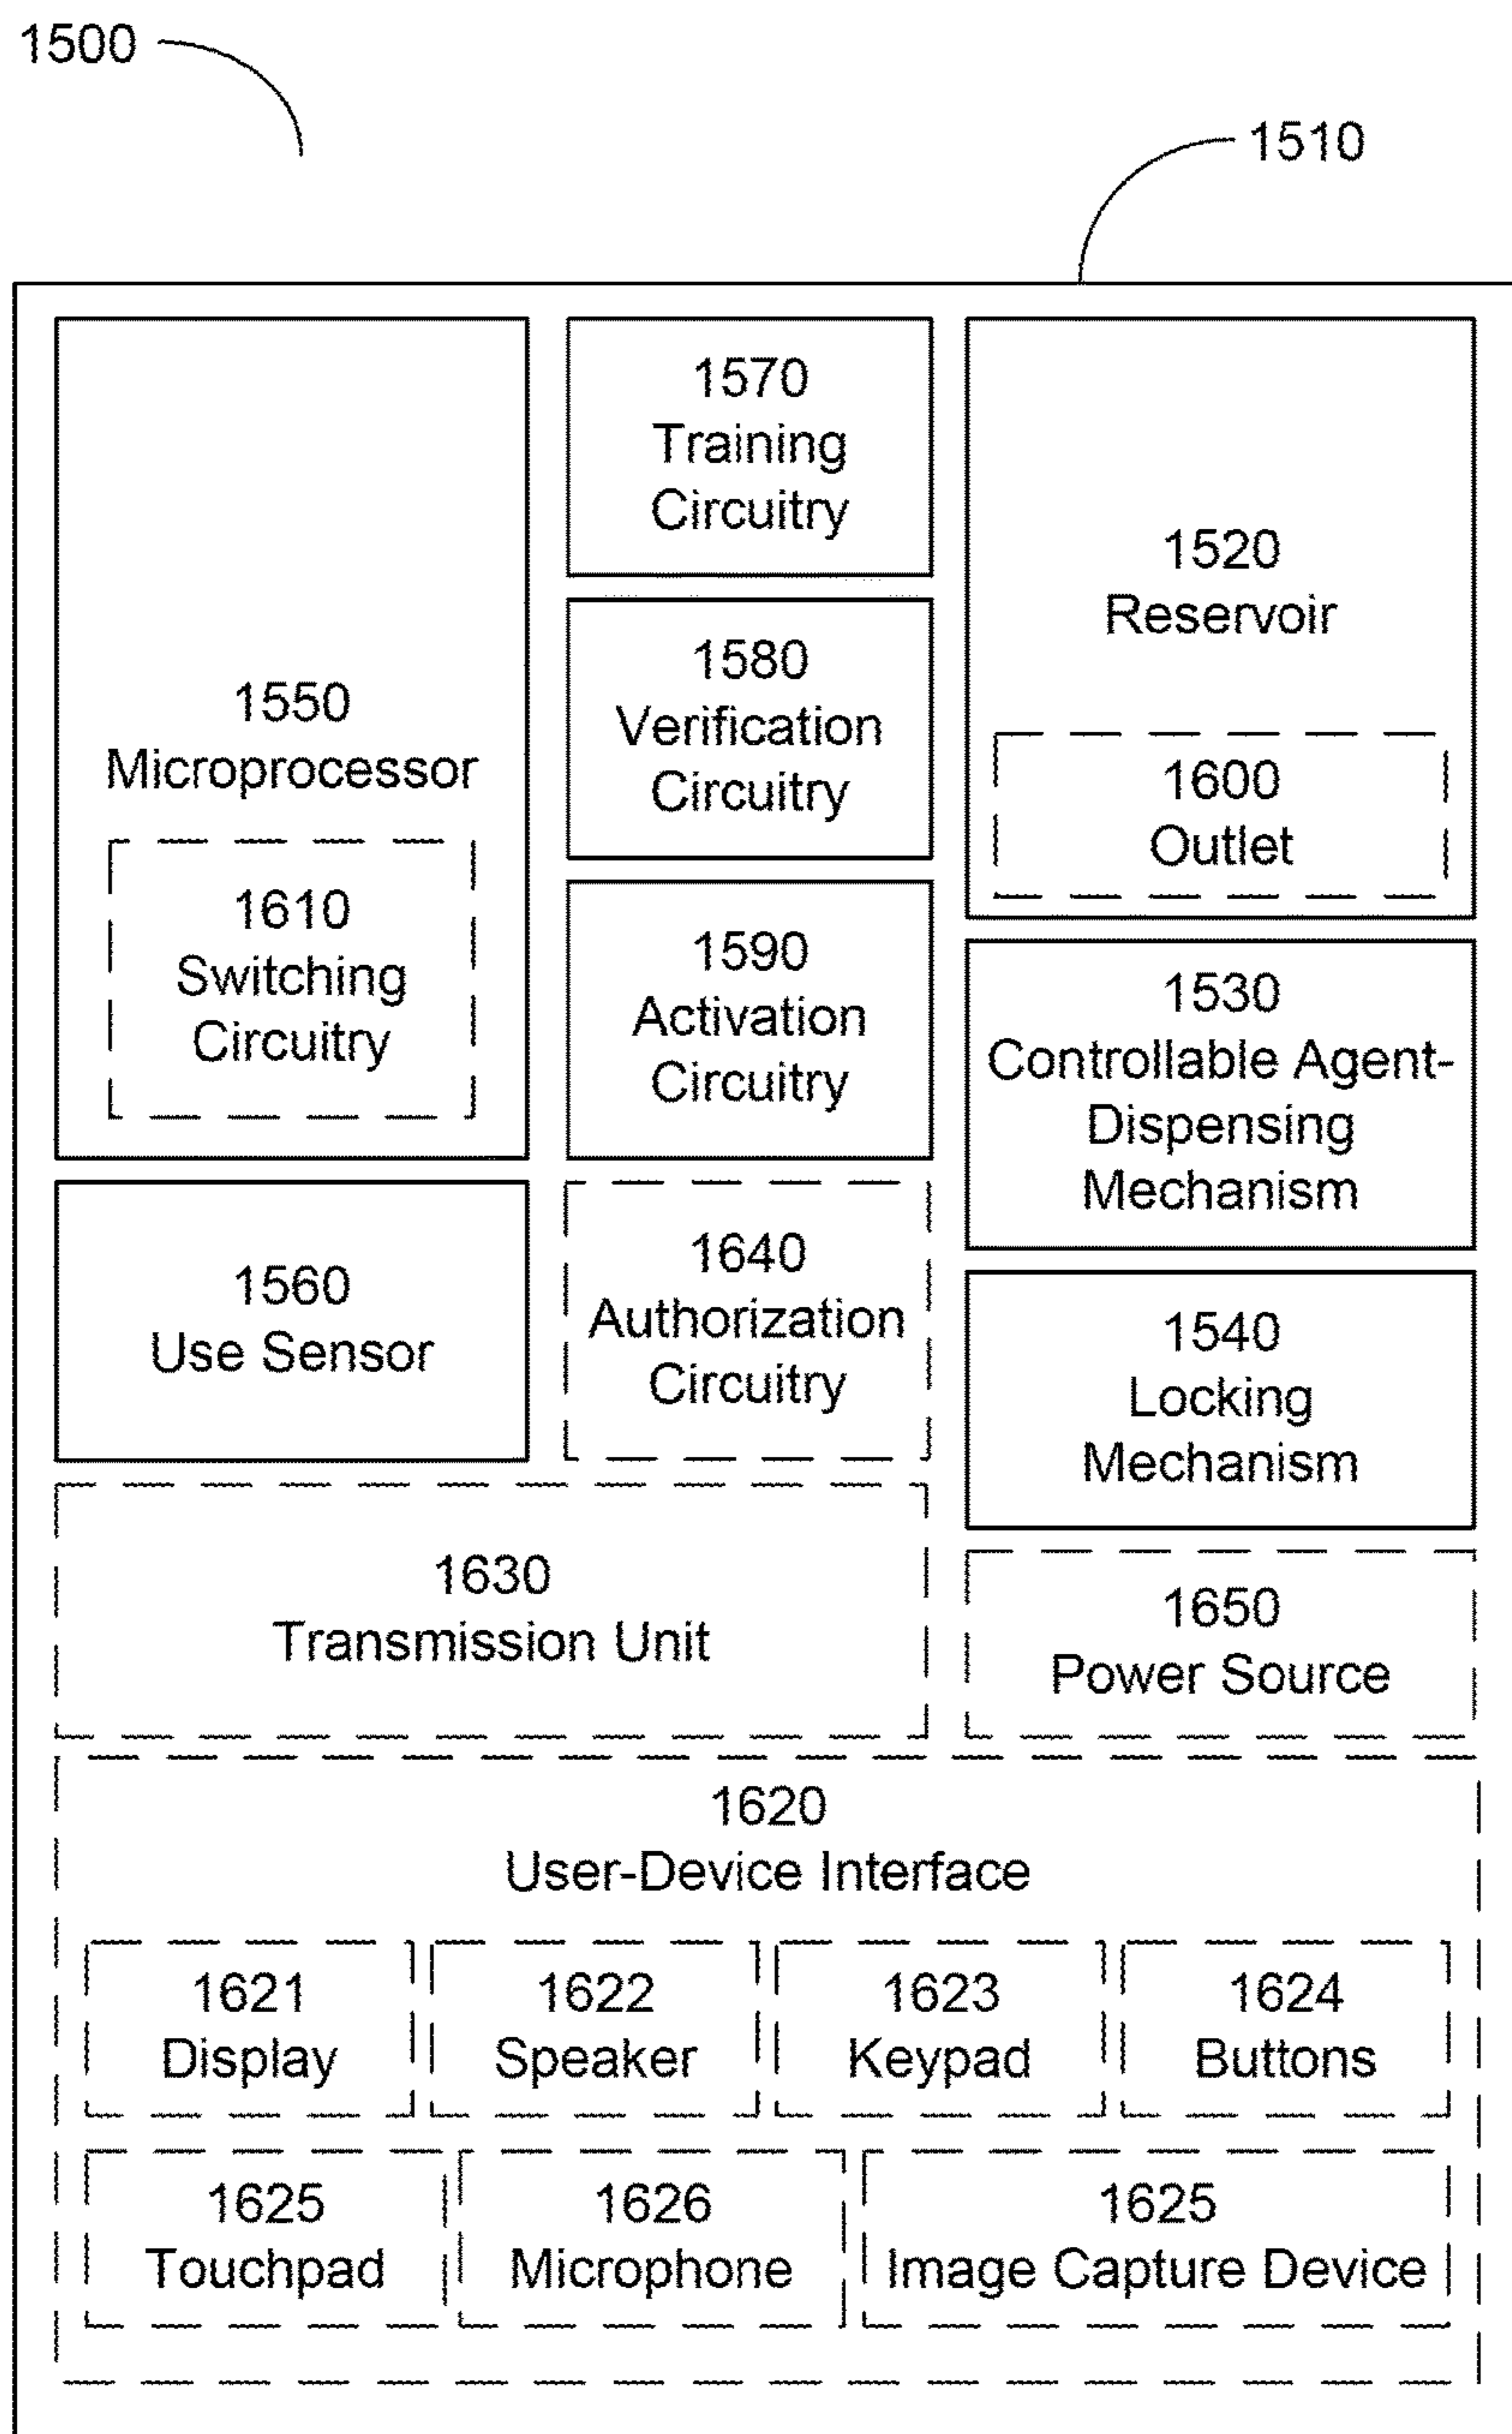 1500
1510
1550
Microprocessor
1610
Switching
Circuitry
1570
Training
Circuitry
1580
Verification
Circuitry
1590
Activation
Circuitry
1520
Reservoir
1600
Outlet
1530
Controllable Agent-
Dispensing
Mechanism
1560
Use Sensor
1640
Authorization
Circuitry
1540
Locking
Mechanism
1630
Transmission Unit
1650
Power Source
1620
User-Device Interface
1621
Display
1622
Speaker
1623
Keypad
1624
Buttons
1625
Touchpad
1626
Microphone
1625
Image Capture Device